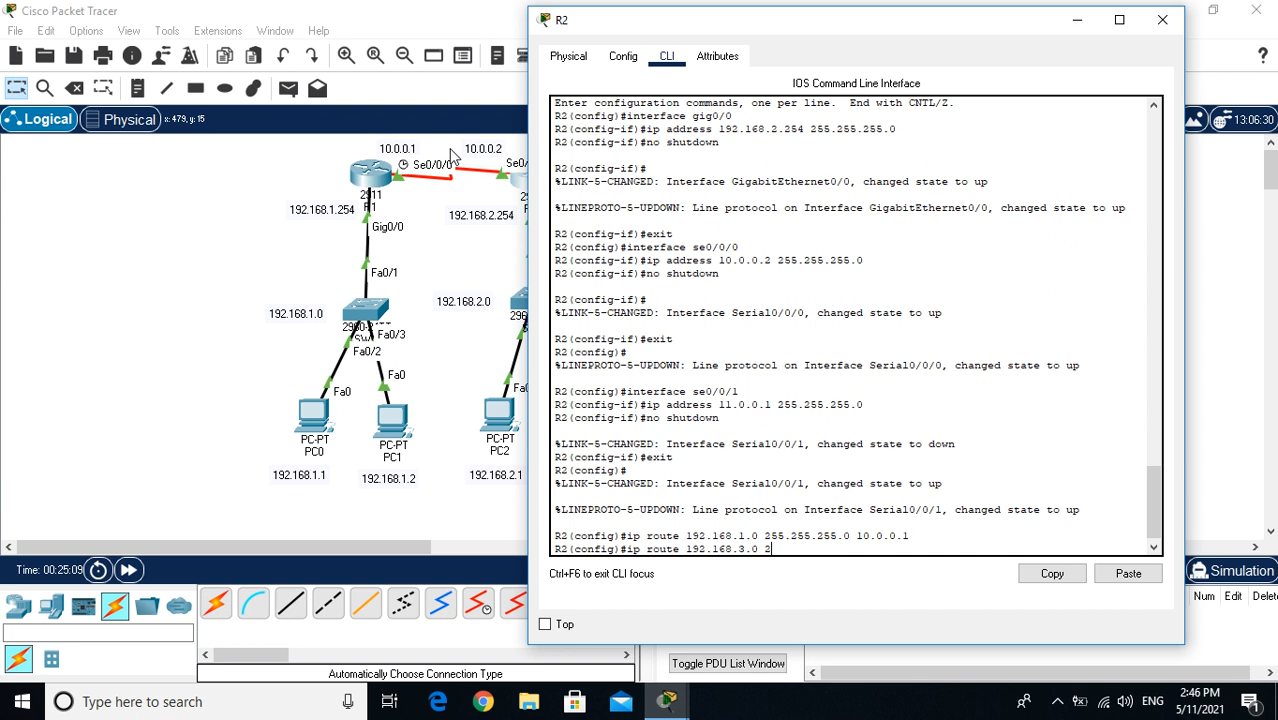 Cisco Packet Tracer
File Edit Options View Tools Extensions Window Help
Logical Physical x: 479, y: 15
13:06:30
10.0.0.1 10.0.0.2
Se0/0/0 Se0/
2911
R1
192.168.1.254 192.168.2.254
Gig0/0
Fa0/1
192.168.2.0
192.168.1.0
Fa0/3
Fa0/2
Fa0 Fa0 Fa
PC-PT PC-PT PC-PT
PC0 PC1 PC2
192.168.1.1 192.168.1.2 192.168.2.1
Time: 00:25:09
Automatically Choose Connection Type
R2
Physical Config CLI Attributes
IOS Command Line Interface
Enter configuration commands, one per line. End with CNTL/Z.
R2(config)#interface gig0/0
R2(config-if)#ip address 192.168.2.254 255.255.255.0
R2(config-if)#no shutdown
R2(config-if)#
%LINK-5-CHANGED: Interface GigabitEthernet0/0, changed state to up
%LINEPROTO-5-UPDOWN: Line protocol on Interface GigabitEthernet0/0, changed state to up
R2(config-if)#exit
R2(config)#interface se0/0/0
R2(config-if)#ip address 10.0.0.2 255.255.255.0
R2(config-if)#no shutdown
R2(config-if)#
%LINK-5-CHANGED: Interface Serial0/0/0, changed state to up
R2(config-if)#exit
R2(config)#
%LINEPROTO-5-UPDOWN: Line protocol on Interface Serial0/0/0, changed state to up
R2(config)#interface se0/0/1
R2(config-if)#ip address 11.0.0.1 255.255.255.0
R2(config-if)#no shutdown
%LINK-5-CHANGED: Interface Serial0/0/1, changed state to down
R2(config-if)#exit
R2(config)#
%LINK-5-CHANGED: Interface Serial0/0/1, changed state to up
%LINEPROTO-5-UPDOWN: Line protocol on Interface Serial0/0/1, changed state to up
R2(config)#ip route 192.168.1.0 255.255.255.0 10.0.0.1
R2(config)#ip route 192.168.3.0 2
Ctrl+F6 to exit CLI focus
Copy Paste
Top
Simulation
Num Edit Delete
Toggle PDU List Window
Type here to search
ENG
2:46 PM
5/11/2021
1